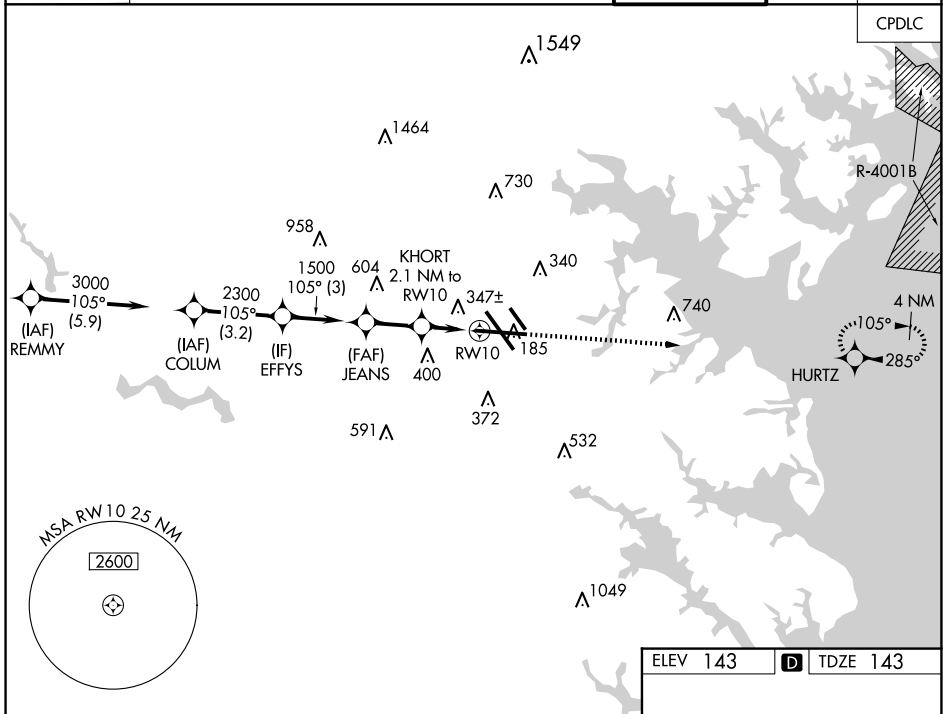 CPDLC
1549
1464
R-4001B
730
958
KHORT
2.1 NM to
RW10
1500
105° (3)
604
340
3000
105°
(5.9)
2300
105°
(3.2)
347±
740
4 NM
105°
285°
(IAF)
REMMY
(IAF)
COLUM
(IF)
EFFYS
(FAF)
JEANS
400
RW10
185
HURTZ
372
591
532
MSA RW10 25 NM
2600
1049
ELEV 143 D TDZE 143